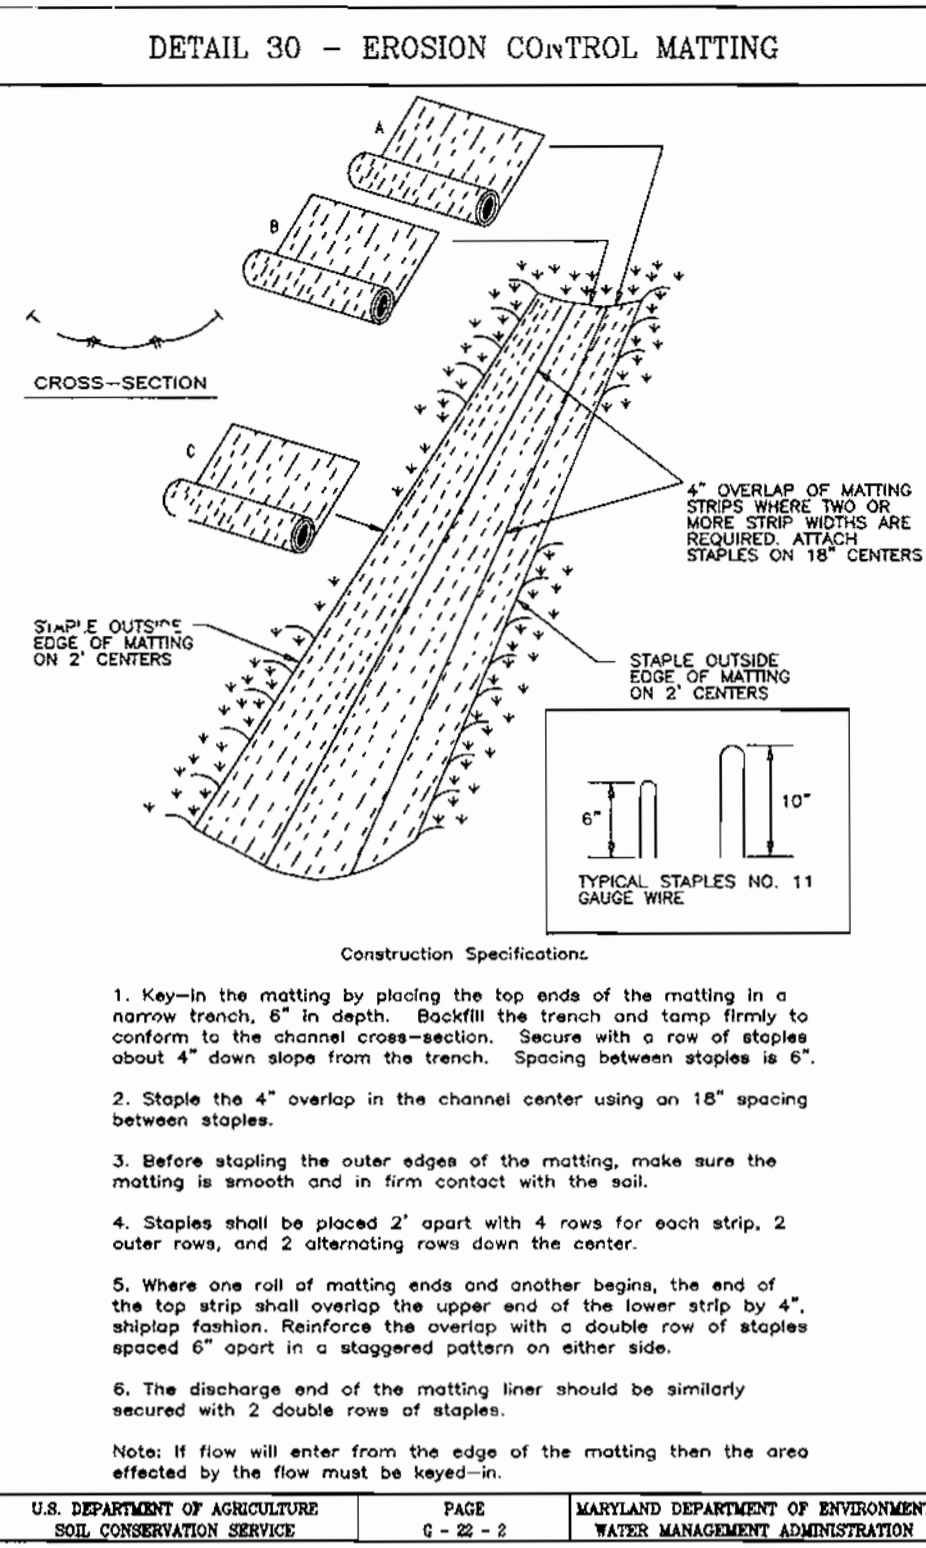 DETAIL 30 - EROSION CONTROL MATTING
A
B
CROSS-SECTION
C
4" OVERLAP OF MATTING
STRIPS WHERE TWO OR
MORE STRIP WIDTHS ARE
REQUIRED. ATTACH
STAPLES ON 18" CENTERS
STAPLE OUTSIDE
EDGE OF MATTING
ON 2' CENTERS
STAPLE OUTSIDE
EDGE OF MATTING
ON 2' CENTERS
6"
10"
TYPICAL STAPLES NO. 11
GAUGE WIRE
Construction Specifications
1. Key-in the matting by placing the top ends of the matting in a
narrow trench, 6" in depth. Backfill the trench and tamp firmly to
conform to the channel cross-section. Secure with a row of staples
about 4" down slope from the trench. Spacing between staples is 6".
2. Staple the 4" overlap in the channel center using an 18" spacing
between staples.
3. Before stapling the outer edges of the matting, make sure the
matting is smooth and in firm contact with the soil.
4. Staples shall be placed 2' apart with 4 rows for each strip, 2
outer rows, and 2 alternating rows down the center.
5. Where one roll of matting ends and another begins, the end of
the top strip shall overlap the upper end of the lower strip by 4",
shiplap fashion. Reinforce the overlap with a double row of staples
spaced 6" apart in a staggered pattern on either side.
6. The discharge end of the matting liner should be similarly
secured with 2 double rows of staples.
Note: If flow will enter from the edge of the matting then the area
effected by the flow must be keyed-in.
U.S. DEPARTMENT OF AGRICULTURE
SOIL CONSERVATION SERVICE
PAGE
G - 22 - 2
MARYLAND DEPARTMENT OF ENVIRONMENT
WATER MANAGEMENT ADMINISTRATION